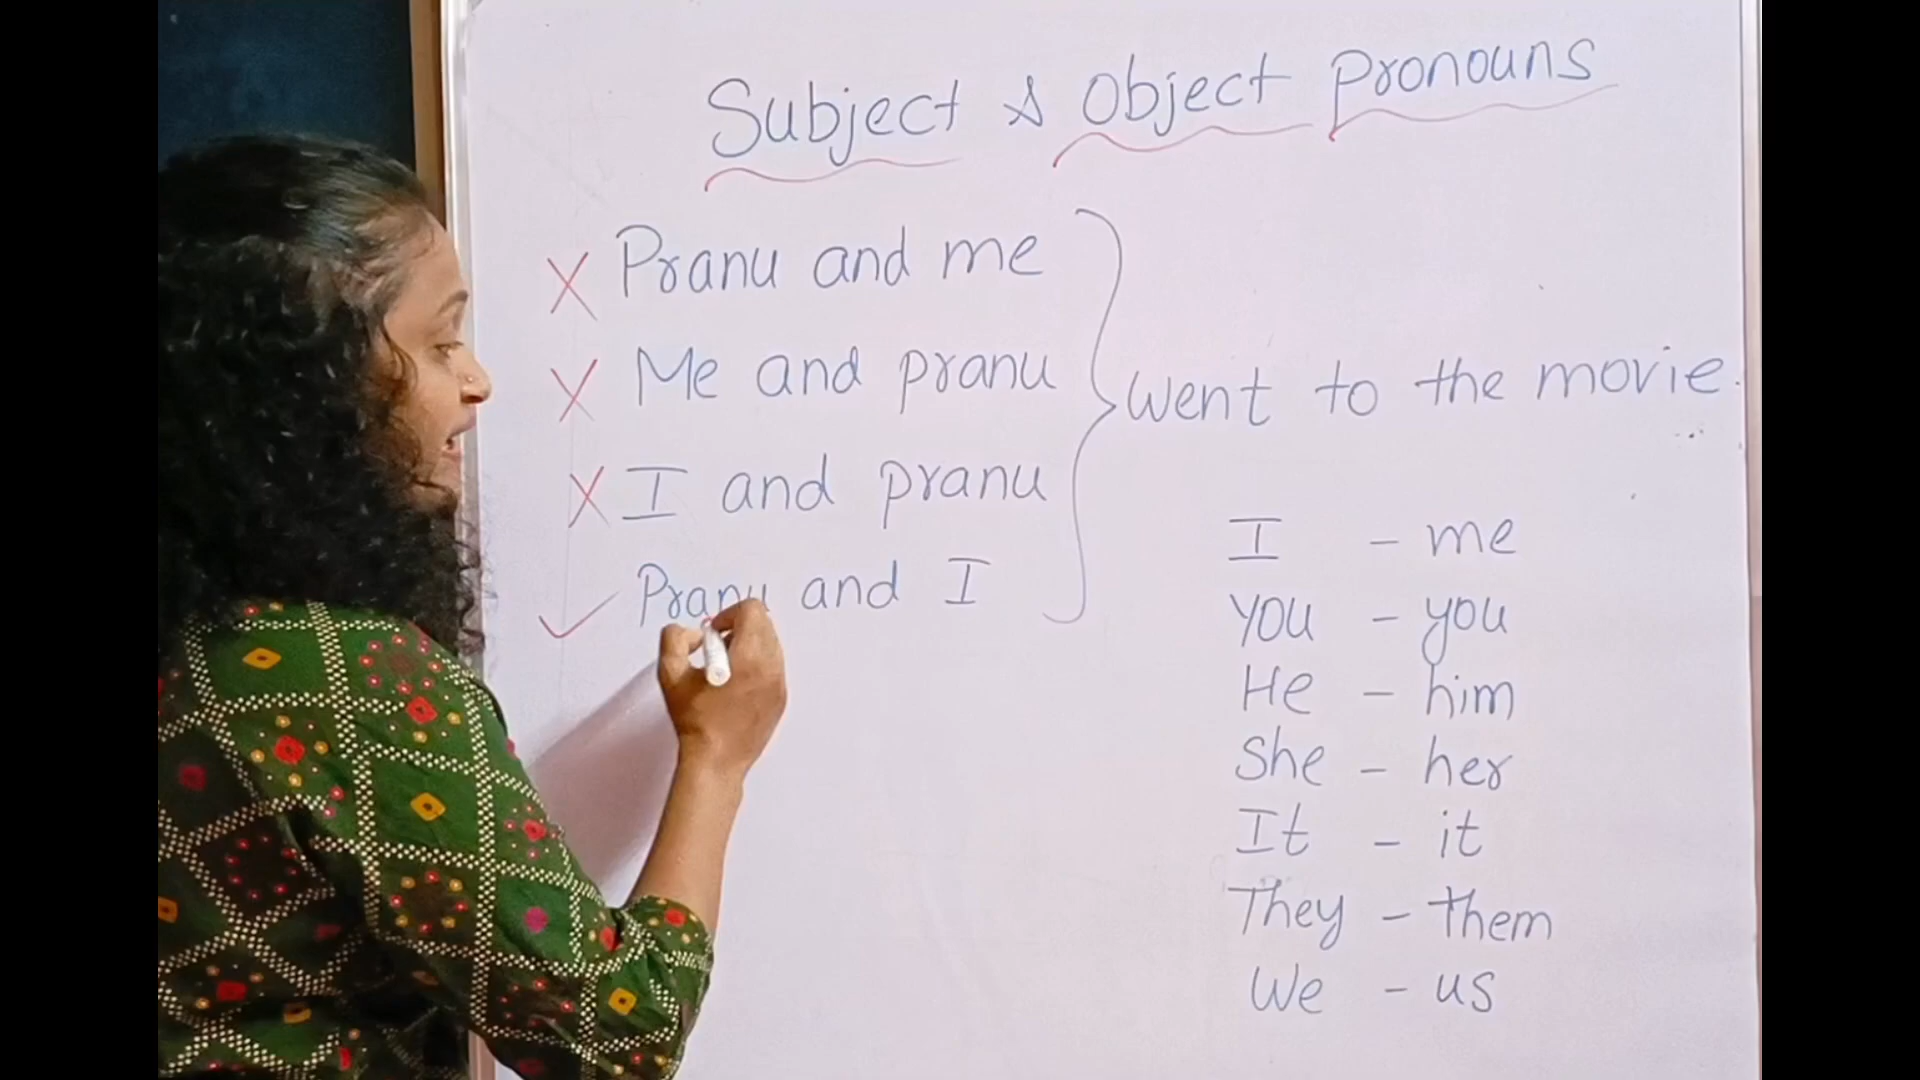 Subject & Object Pronouns
X Pranu and me
X Me and pranu
X I and pranu
✓ Pranu and I
went to the movie.
I - me
You - you
He - him
She - her
It - it
They - them
We - us